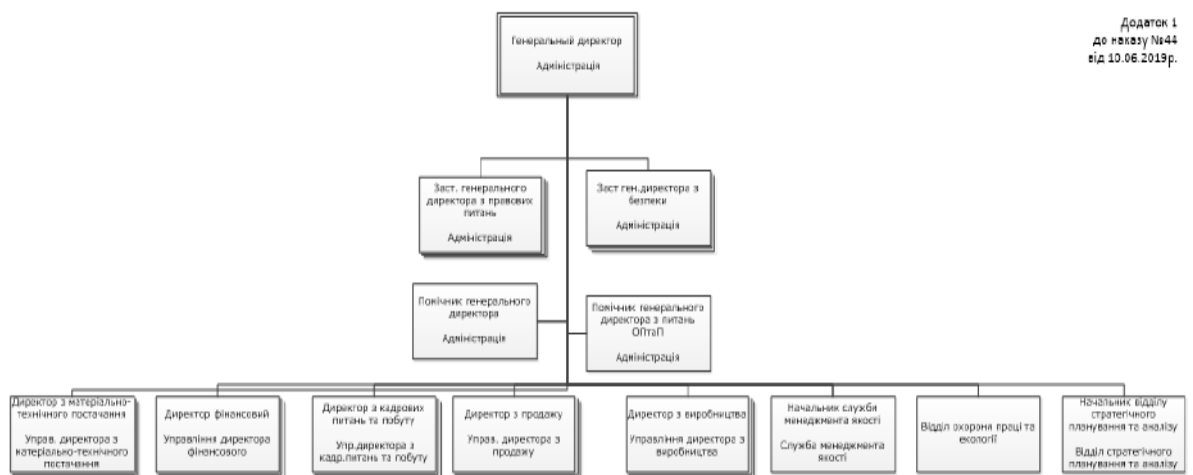 Додаток 1
до наказу №44
від 10.06.2019р.
Генеральный директор
Адміністрація
Заст. генерального
директора з правових
питань
Адміністрація
Заст ген.директора з
безпеки
Адміністрація
Помічник генерального
директора
Адміністрація
Помічник генерального
директора з питань
ОПтаП
Адміністрація
Директор з матеріально-
технічного постачання
Управ. директора з
матеріально-технічного
постачання
Директор фінансовий
Управління директора
фінансового
Директор з кадрових
питань та побуту
Упр.директора з
кадр.питань та побуту
Директор з продажу
Управ. директора з
продажу
Директор з виробництва
Управління директора з
виробництва
Начальник служби
менеджмента якості
Служба менеджмента
якості
Відділ охорони праці та
екології
Начальник відділу
стратегічного
планування та аналізу
Відділ стратегічного
планування та аналізу